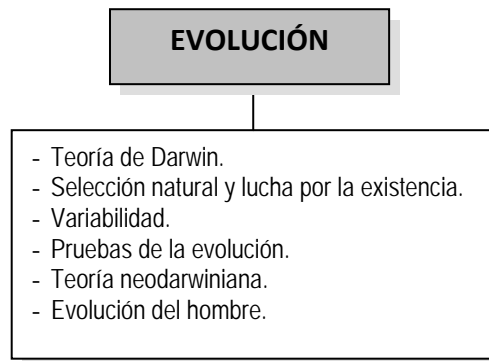 EVOLUCIÓN
- Teoría de Darwin.
- Selección natural y lucha por la existencia.
- Variabilidad.
- Pruebas de la evolución.
- Teoría neodarwiniana.
- Evolución del hombre.